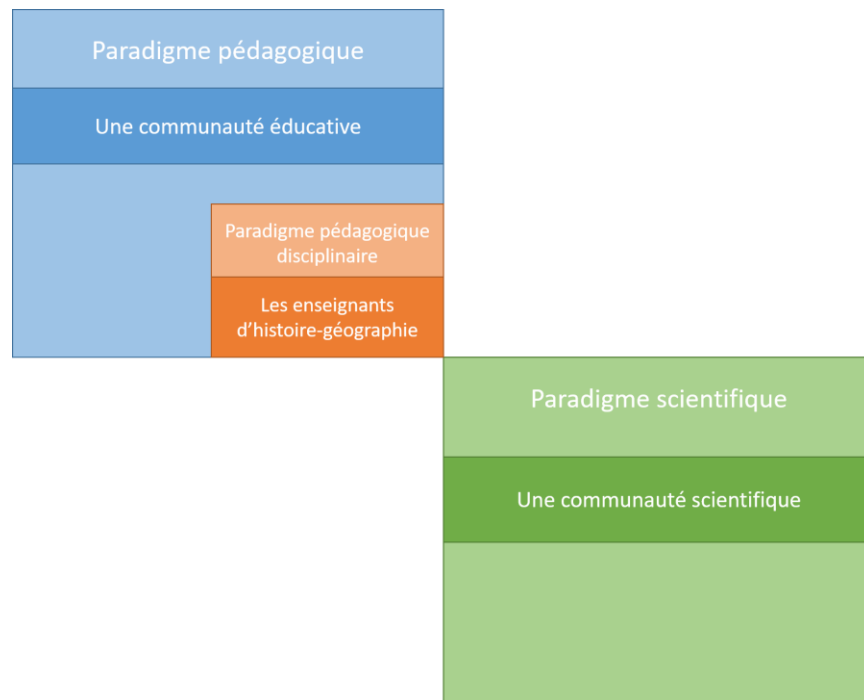 Paradigme pédagogique
Une communauté éducative
Paradigme pédagogique
disciplinaire
Les enseignants
d’histoire-géographie
Paradigme scientifique
Une communauté scientifique